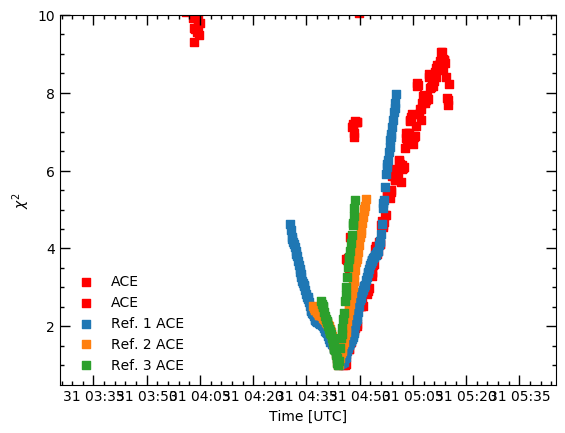 10
8
6
4
2
χ²
ACE
ACE
Ref. 1 ACE
Ref. 2 ACE
Ref. 3 ACE
31 03:35 31 03:50 31 04:05 31 04:20 31 04:35 31 04:50 31 05:05 31 05:20 31 05:35
Time [UTC]